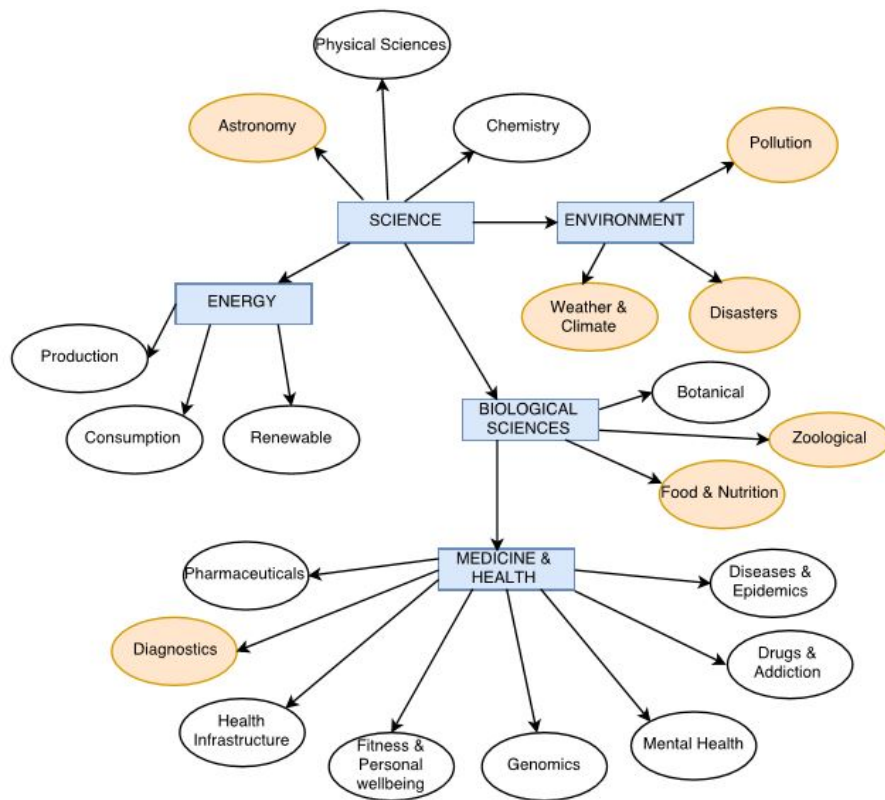 Physical Sciences
Astronomy
Chemistry
Pollution
SCIENCE
ENVIRONMENT
ENERGY
Weather &
Climate
Disasters
Production
Consumption
Renewable
Botanical
BIOLOGICAL
SCIENCES
Zoological
Food & Nutrition
MEDICINE &
HEALTH
Pharmaceuticals
Diseases &
Epidemics
Diagnostics
Drugs &
Addiction
Health
Infrastructure
Fitness &
Personal
wellbeing
Genomics
Mental Health